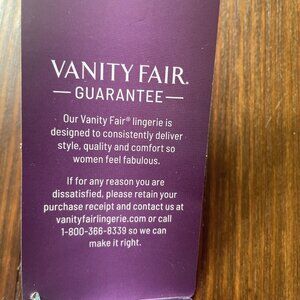 VANITY FAIR.
— GUARANTEE —
Our Vanity Fair® lingerie is
designed to consistently deliver
style, quality and comfort so
women feel fabulous.
If for any reason you are
dissatisfied, please retain your
purchase receipt and contact us at
vanityfairlingerie.com or call
1-800-366-8339 so we can
make it right.